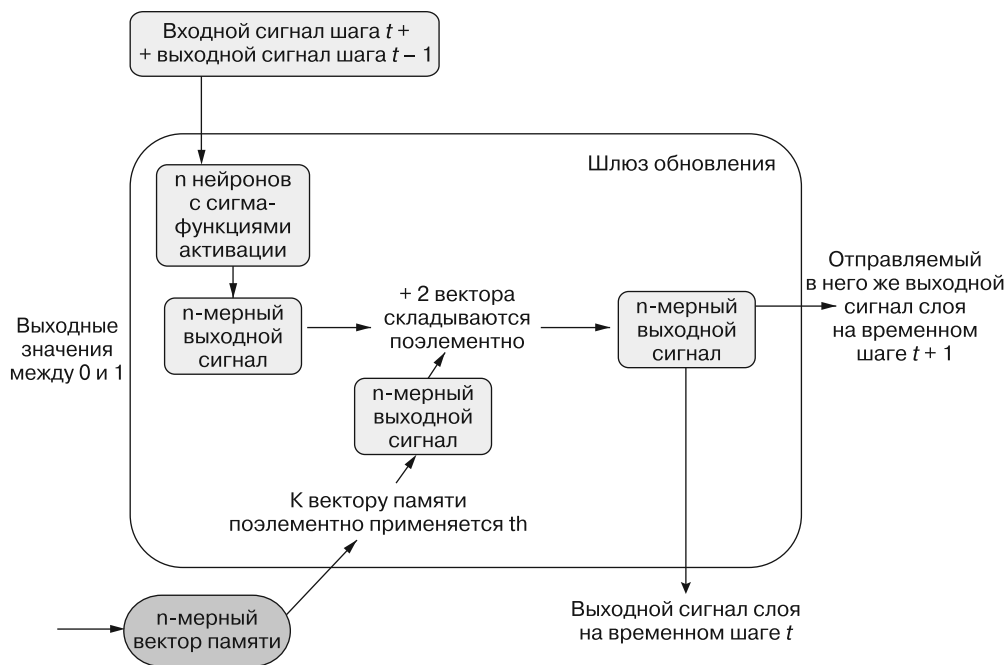 Входной сигнал шага t +
+ выходной сигнал шага t – 1
Шлюз обновления
n нейронов
с сигма-
функциями
активации
Выходные
значения
между 0 и 1
n-мерный
выходной
сигнал
+ 2 вектора
складываются
поэлементно
n-мерный
выходной
сигнал
Отправляемый
в него же выходной
сигнал слоя
на временном
шаге t + 1
n-мерный
выходной
сигнал
К вектору памяти
поэлементно применяется th
n-мерный
вектор памяти
Выходной сигнал слоя
на временном шаге t